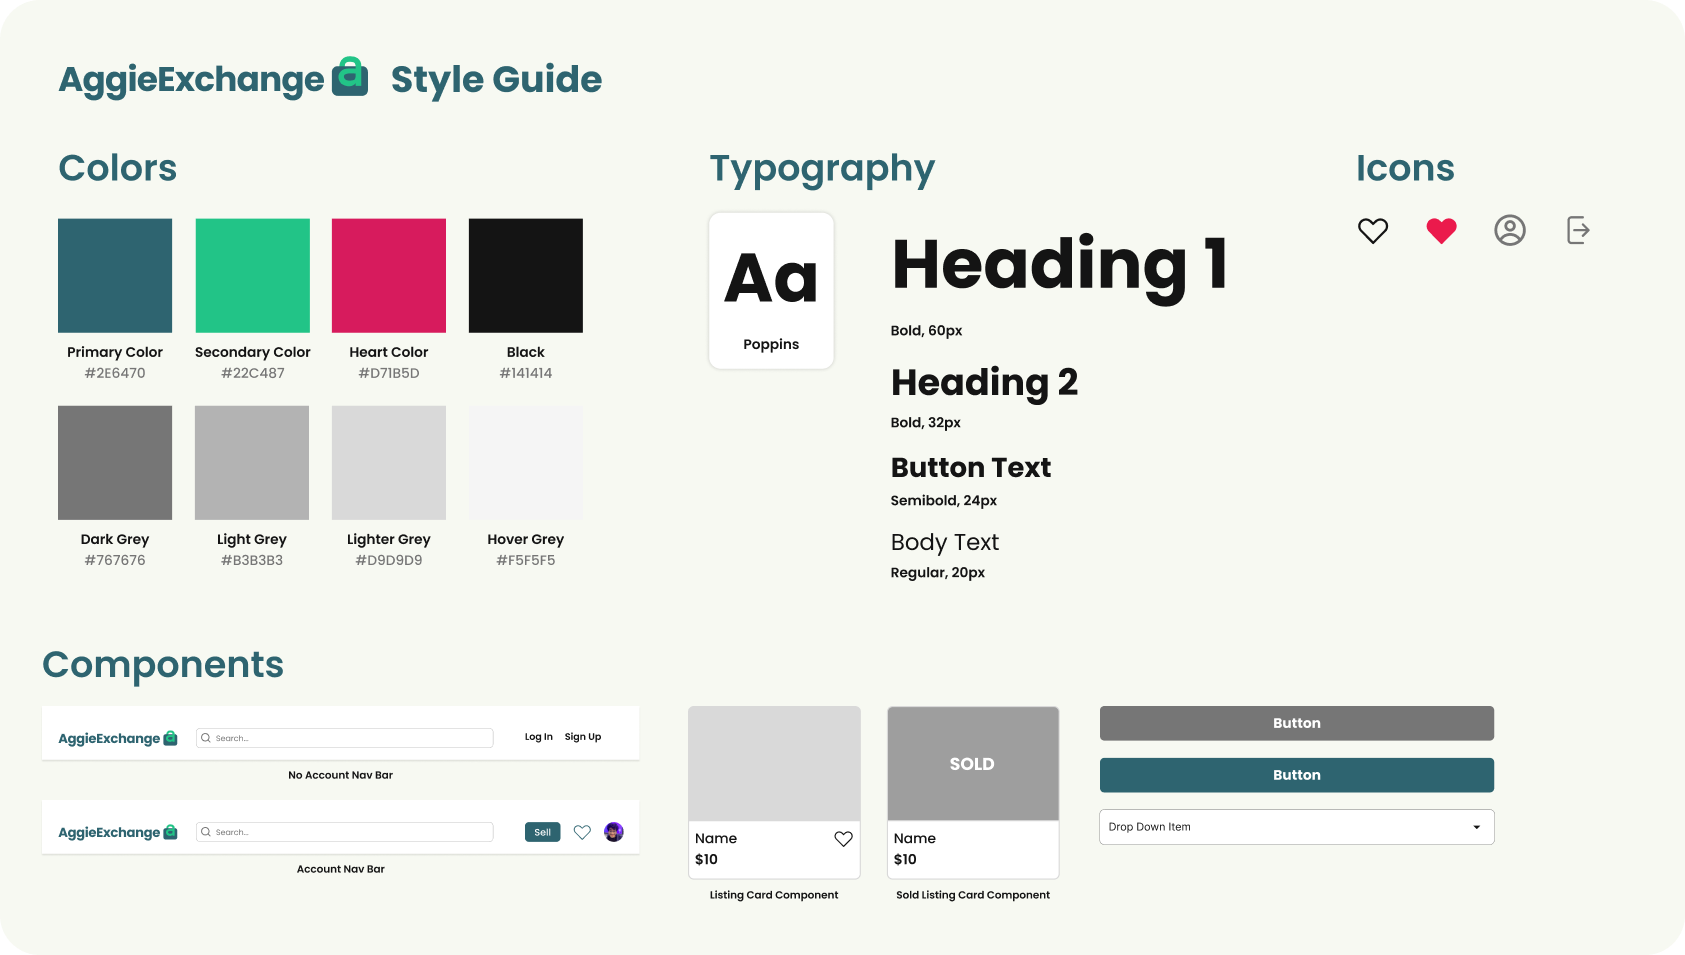 AggieExchange a Style Guide
Colors
Primary Color
#2E6470
Secondary Color
#22C487
Heart Color
#D71B5D
Black
#141414
Dark Grey
#767676
Light Grey
#B3B3B3
Lighter Grey
#D9D9D9
Hover Grey
#F5F5F5
Typography
Aa
Poppins
Heading 1
Bold, 60px
Heading 2
Bold, 32px
Button Text
Semibold, 24px
Body Text
Regular, 20px
Icons
Components
AggieExchange a
Search...
Log In
Sign Up
No Account Nav Bar
AggieExchange a
Search...
Sell
Account Nav Bar
Name
$10
Listing Card Component
SOLD
Name
$10
Sold Listing Card Component
Button
Button
Drop Down Item